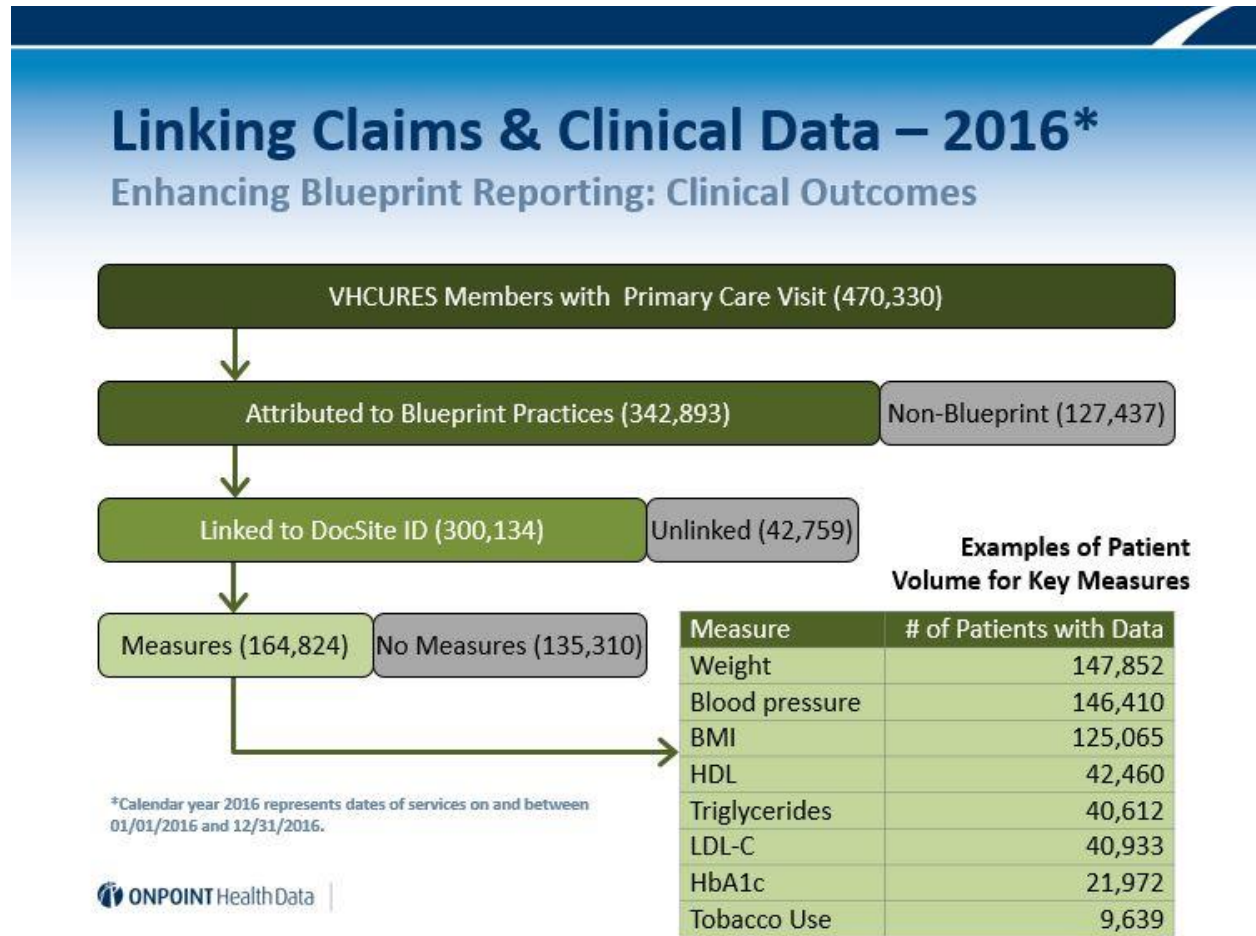 Linking Claims & Clinical Data – 2016*
Enhancing Blueprint Reporting: Clinical Outcomes
VHCURES Members with Primary Care Visit (470,330)
Attributed to Blueprint Practices (342,893)
Non-Blueprint (127,437)
Linked to DocSite ID (300,134)
Unlinked (42,759)
Measures (164,824)
No Measures (135,310)
Examples of Patient
Volume for Key Measures
Measure # of Patients with Data
Weight 147,852
Blood pressure 146,410
BMI 125,065
HDL 42,460
Triglycerides 40,612
LDL-C 40,933
HbA1c 21,972
Tobacco Use 9,639
*Calendar year 2016 represents dates of services on and between
01/01/2016 and 12/31/2016.
ONPOINT Health Data